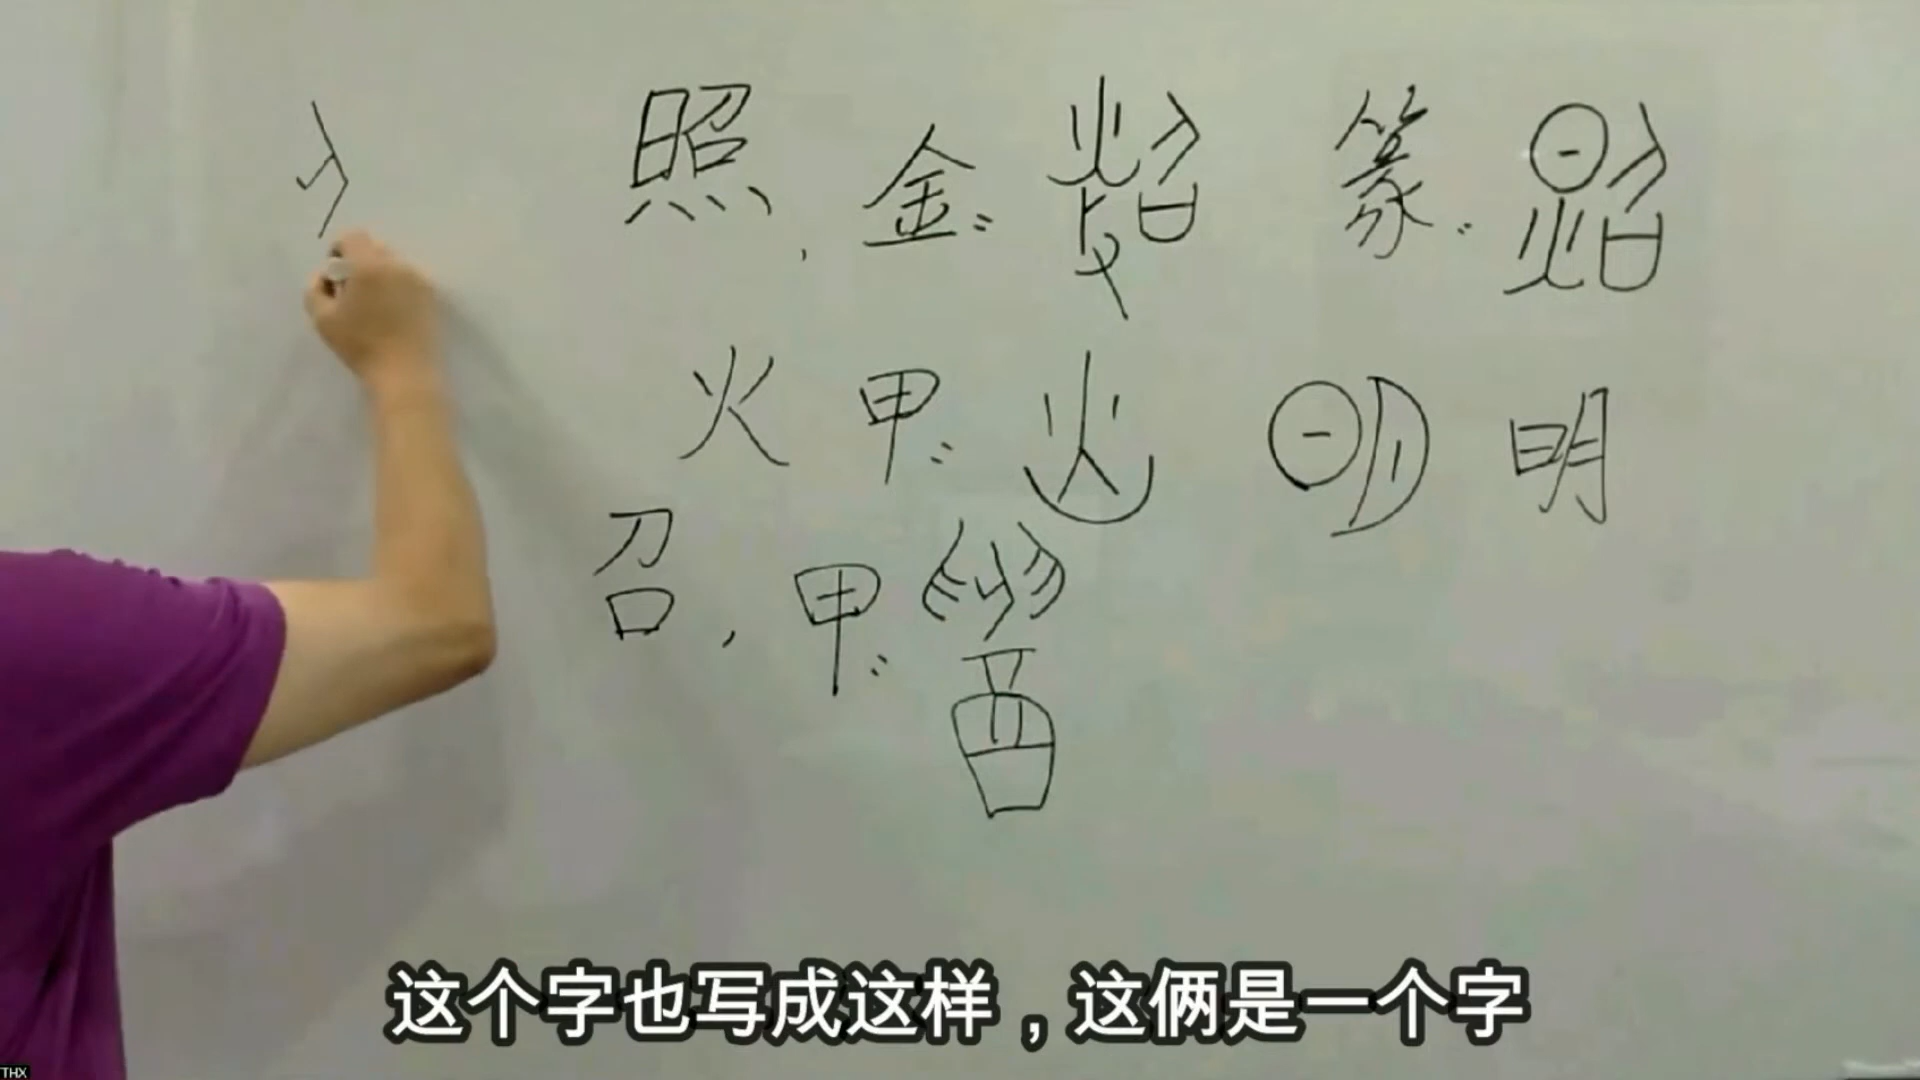 照,金:篆:
火 甲: 明
召,甲:
这个字也写成这样，这俩是一个字
THX